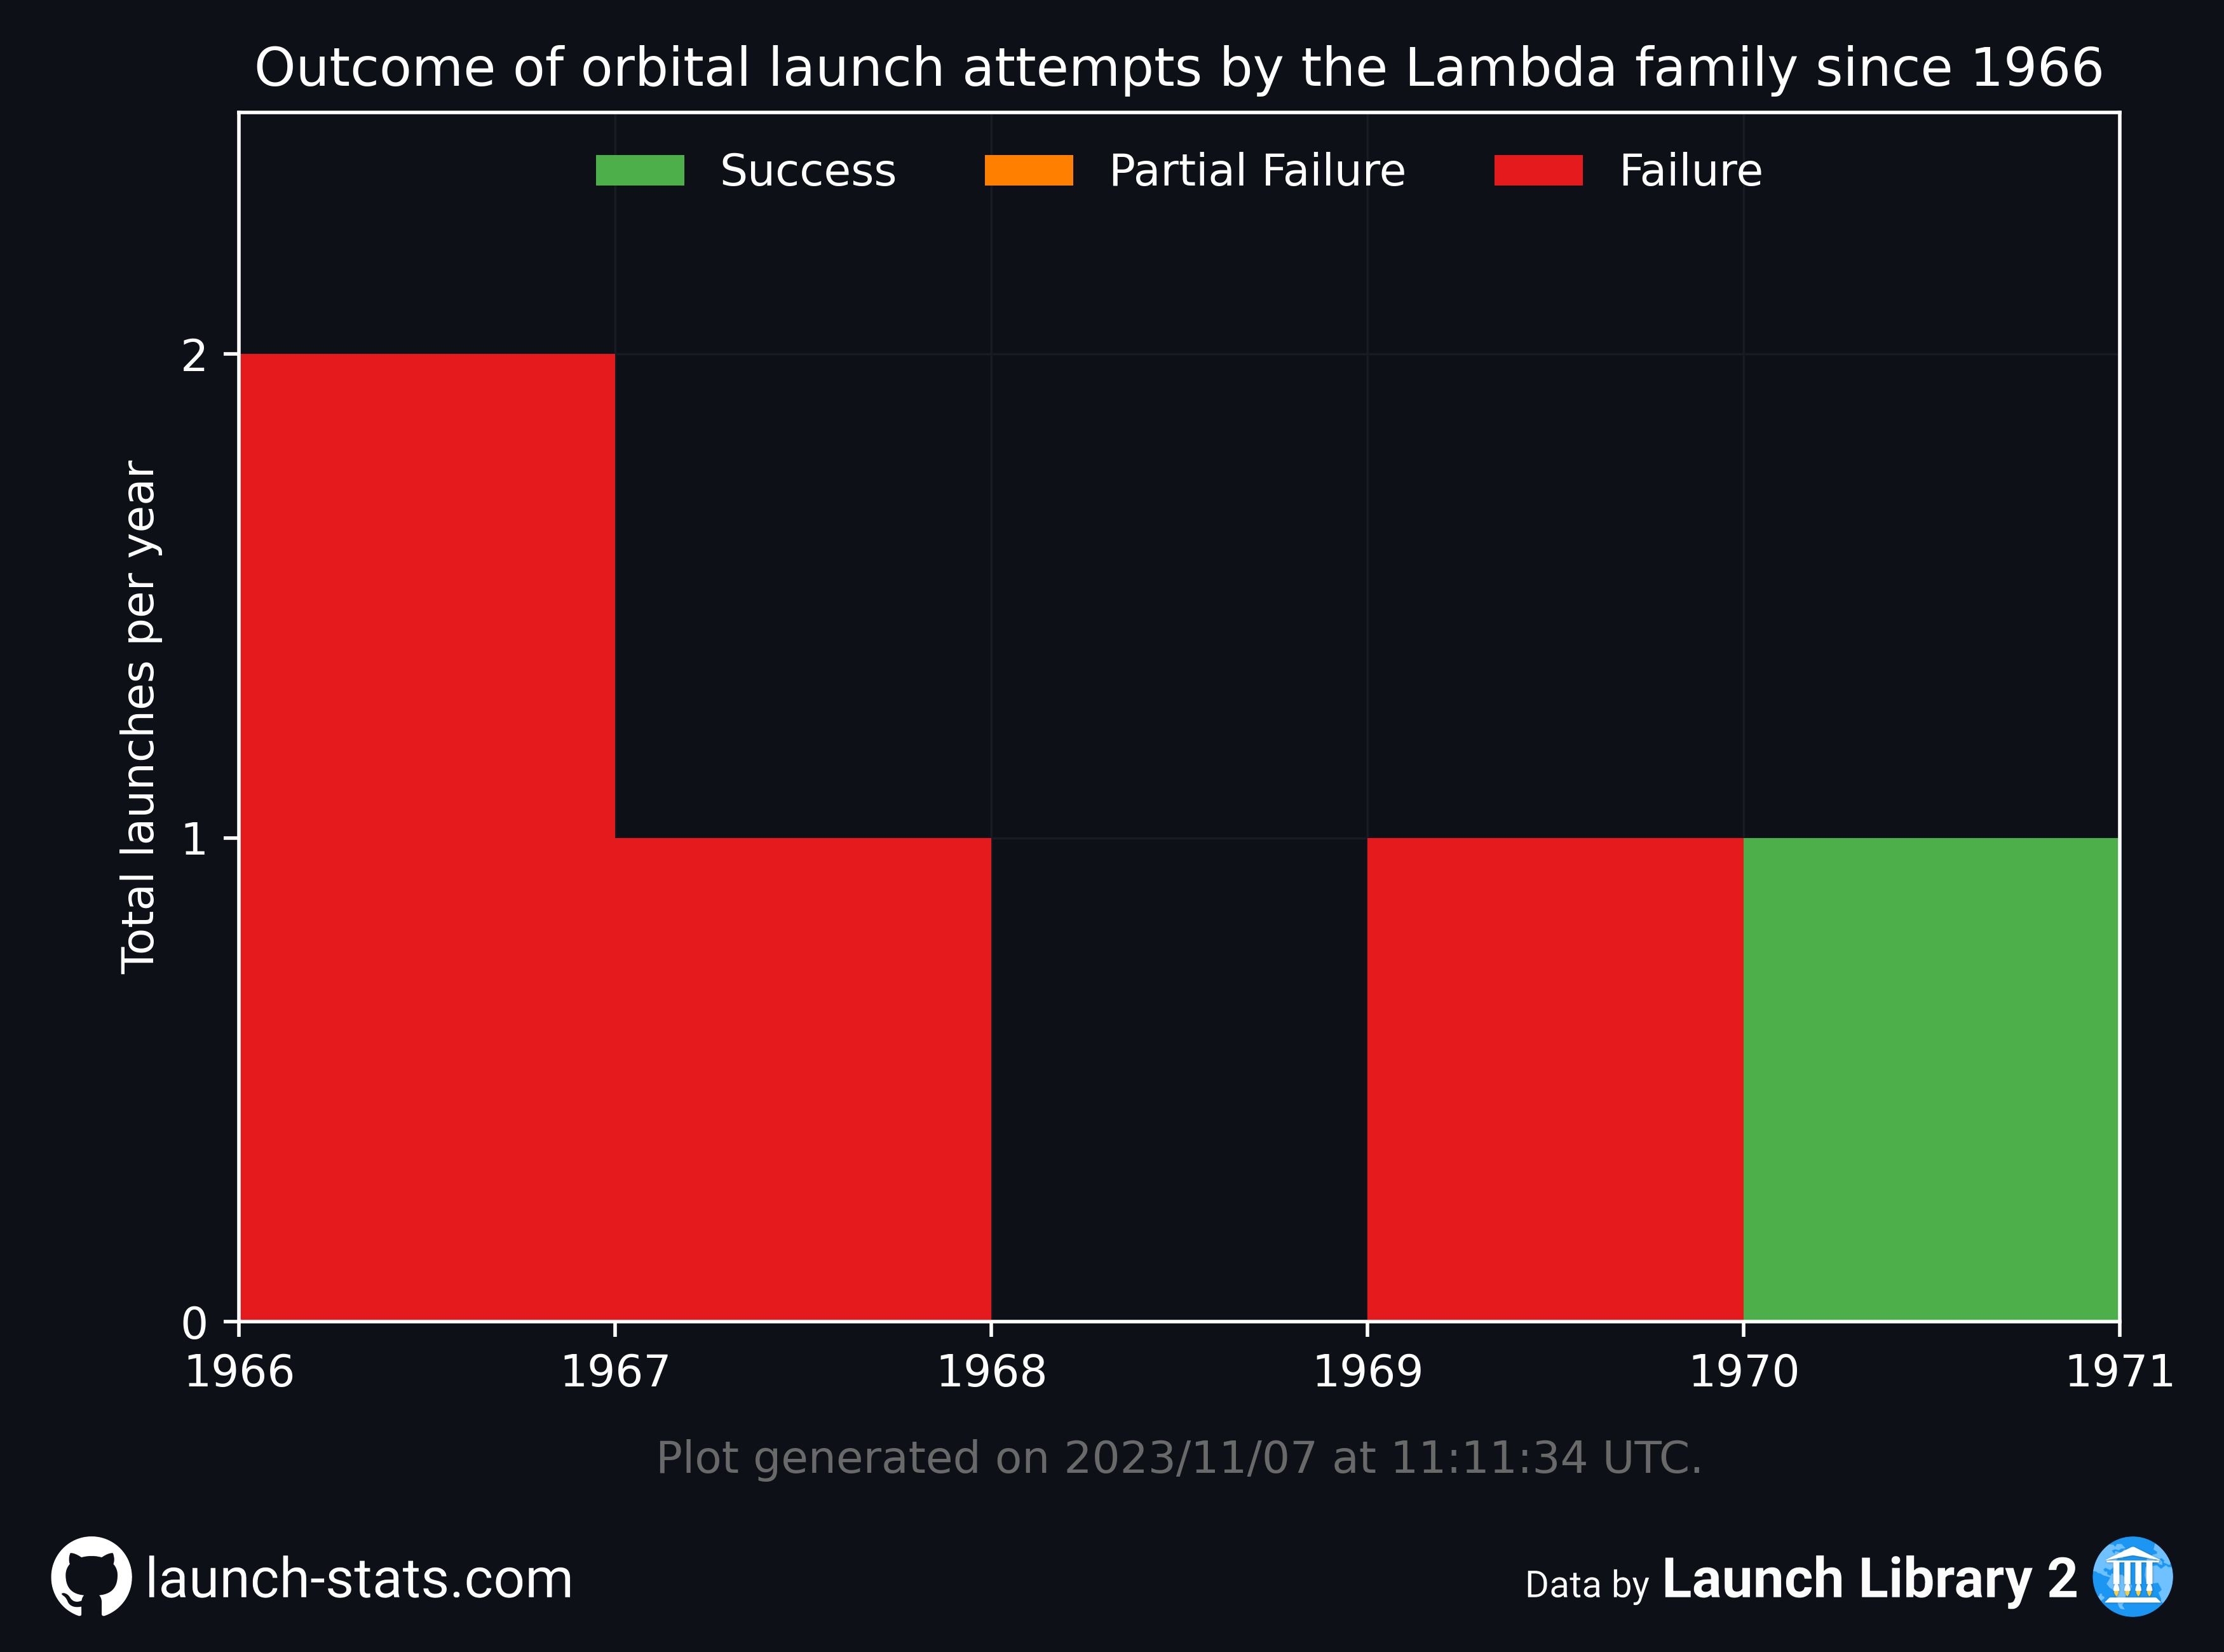 Outcome of orbital launch attempts by the Lambda family since 1966
Success Partial Failure Failure
Total launches per year
2
1
0
1966 1967 1968 1969 1970 1971
Plot generated on 2023/11/07 at 11:11:34 UTC.
launch-stats.com
Data by Launch Library 2